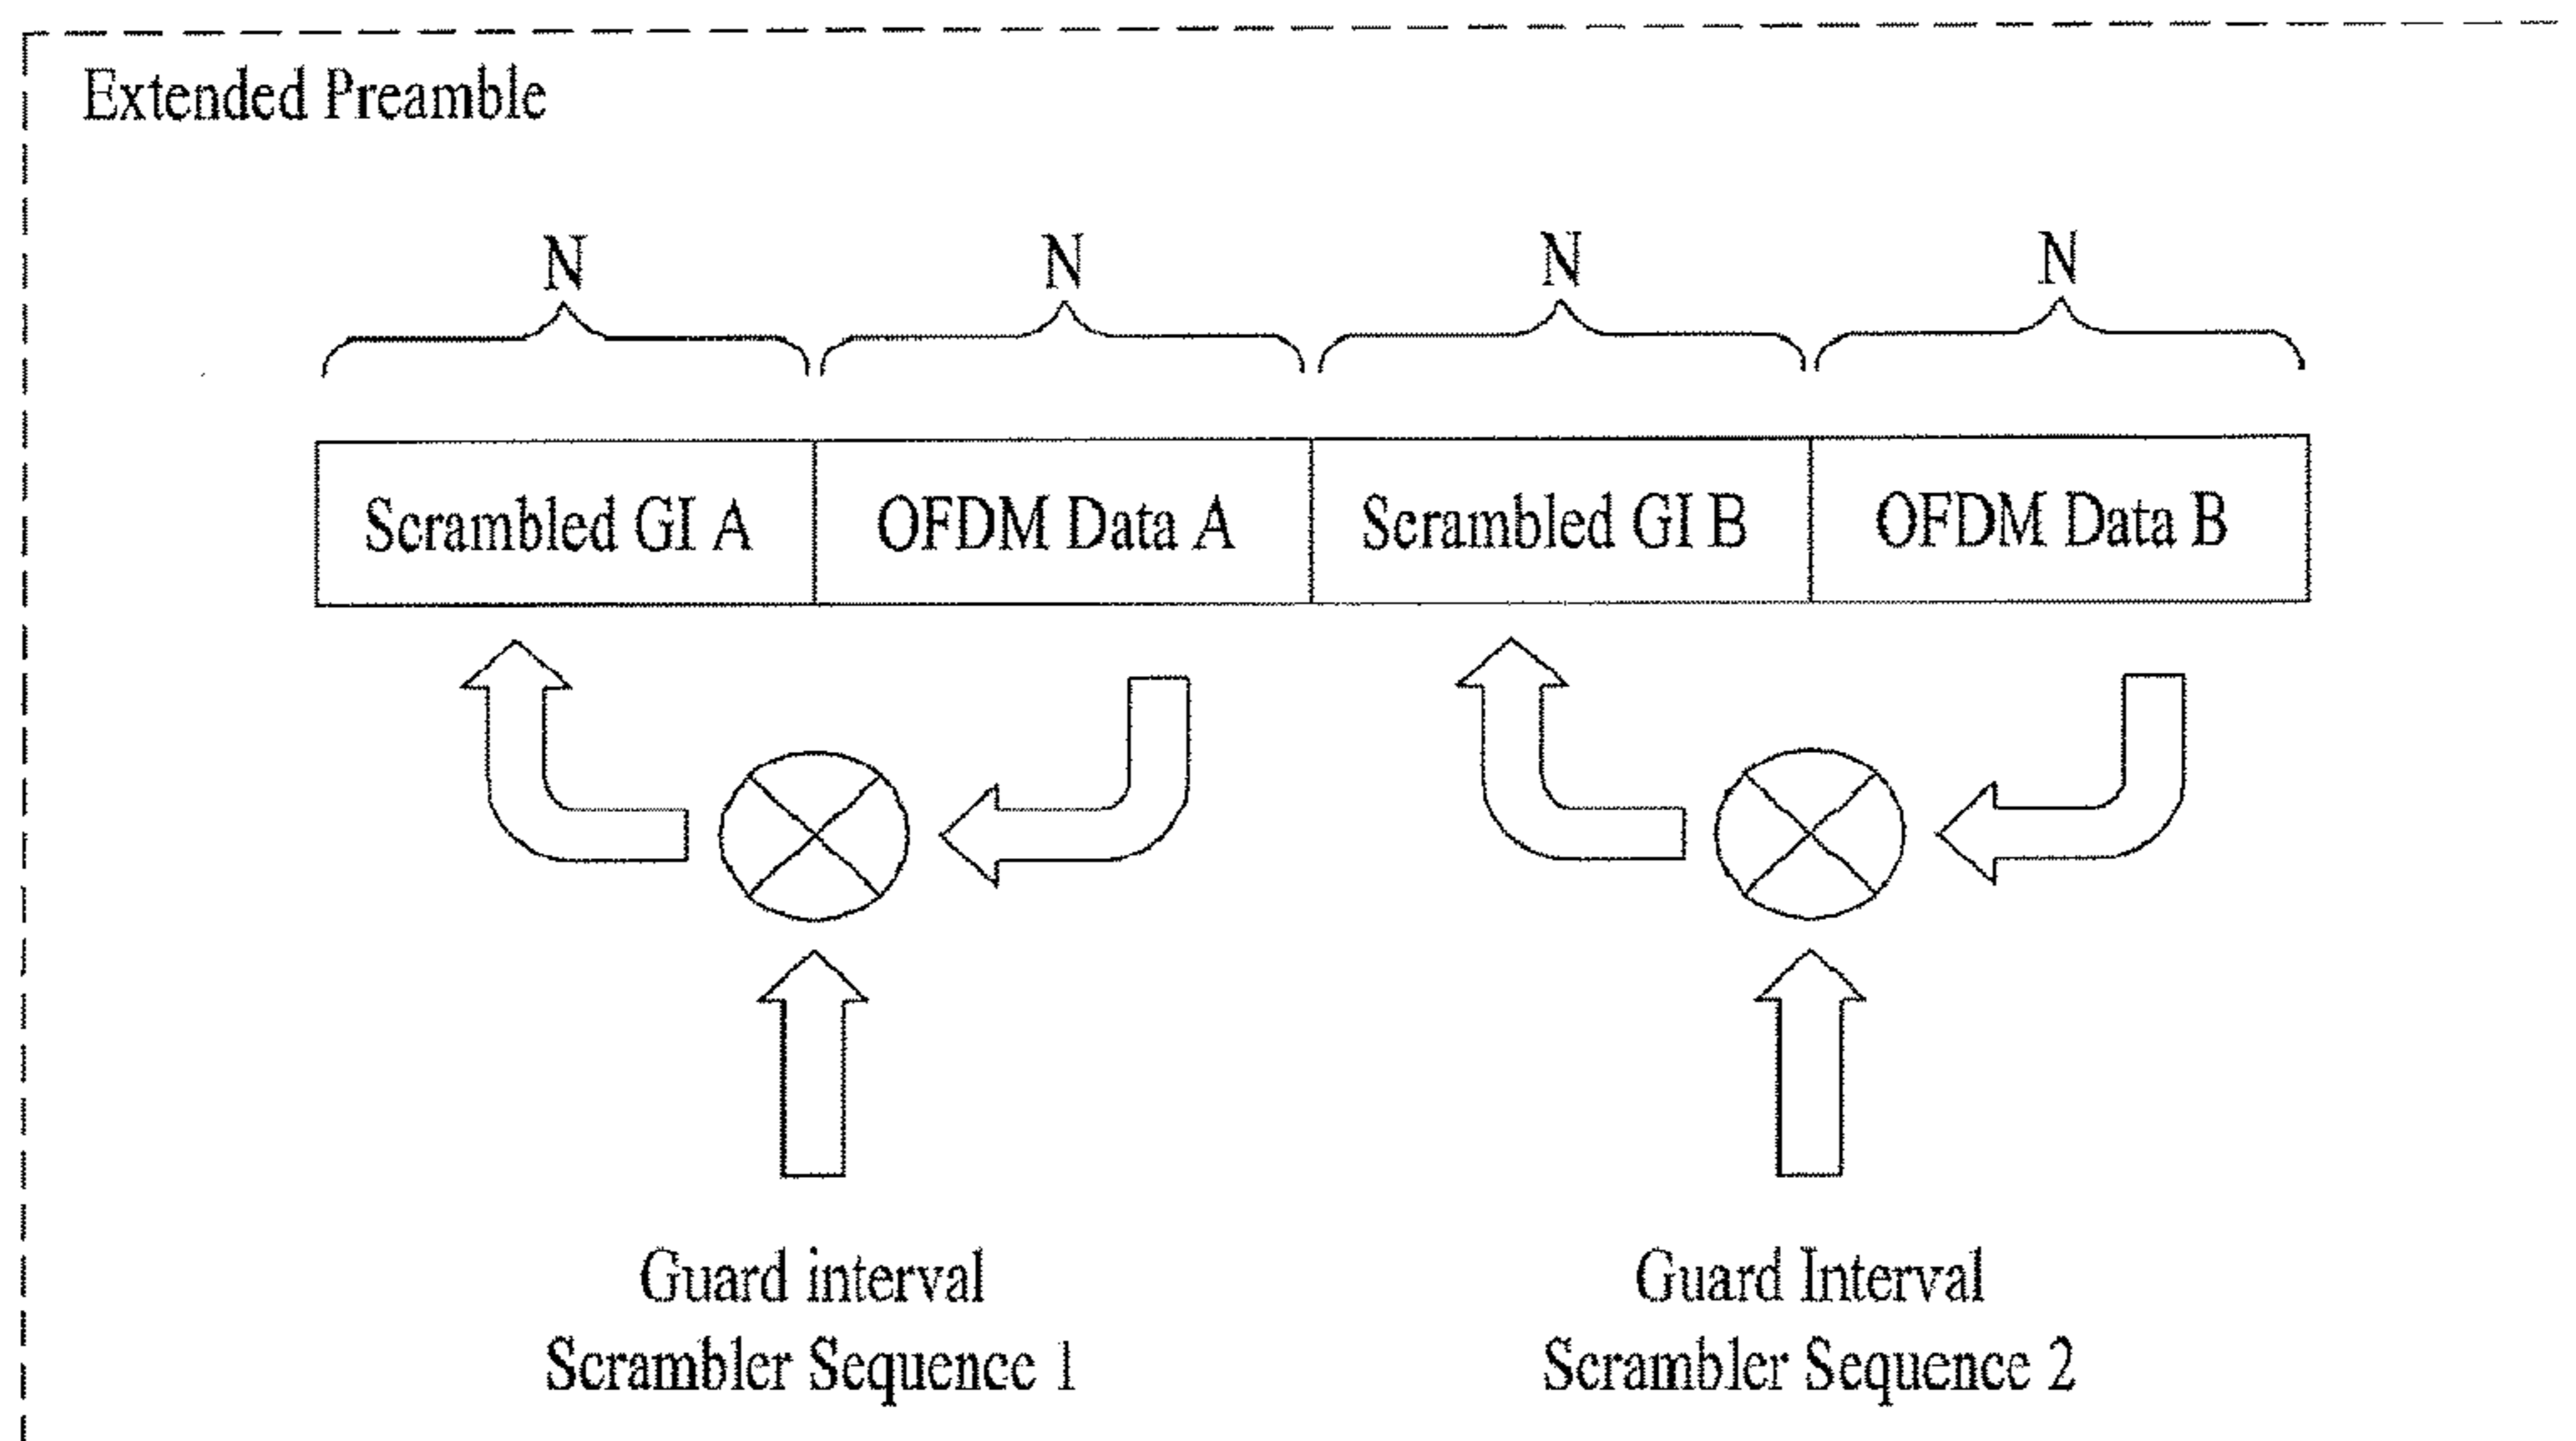 Extended Preamble
N N N N
Scrambled GI A OFDM Data A Scrambled GI B OFDM Data B
Guard interval
Scrambler Sequence 1
Guard Interval
Scrambler Sequence 2